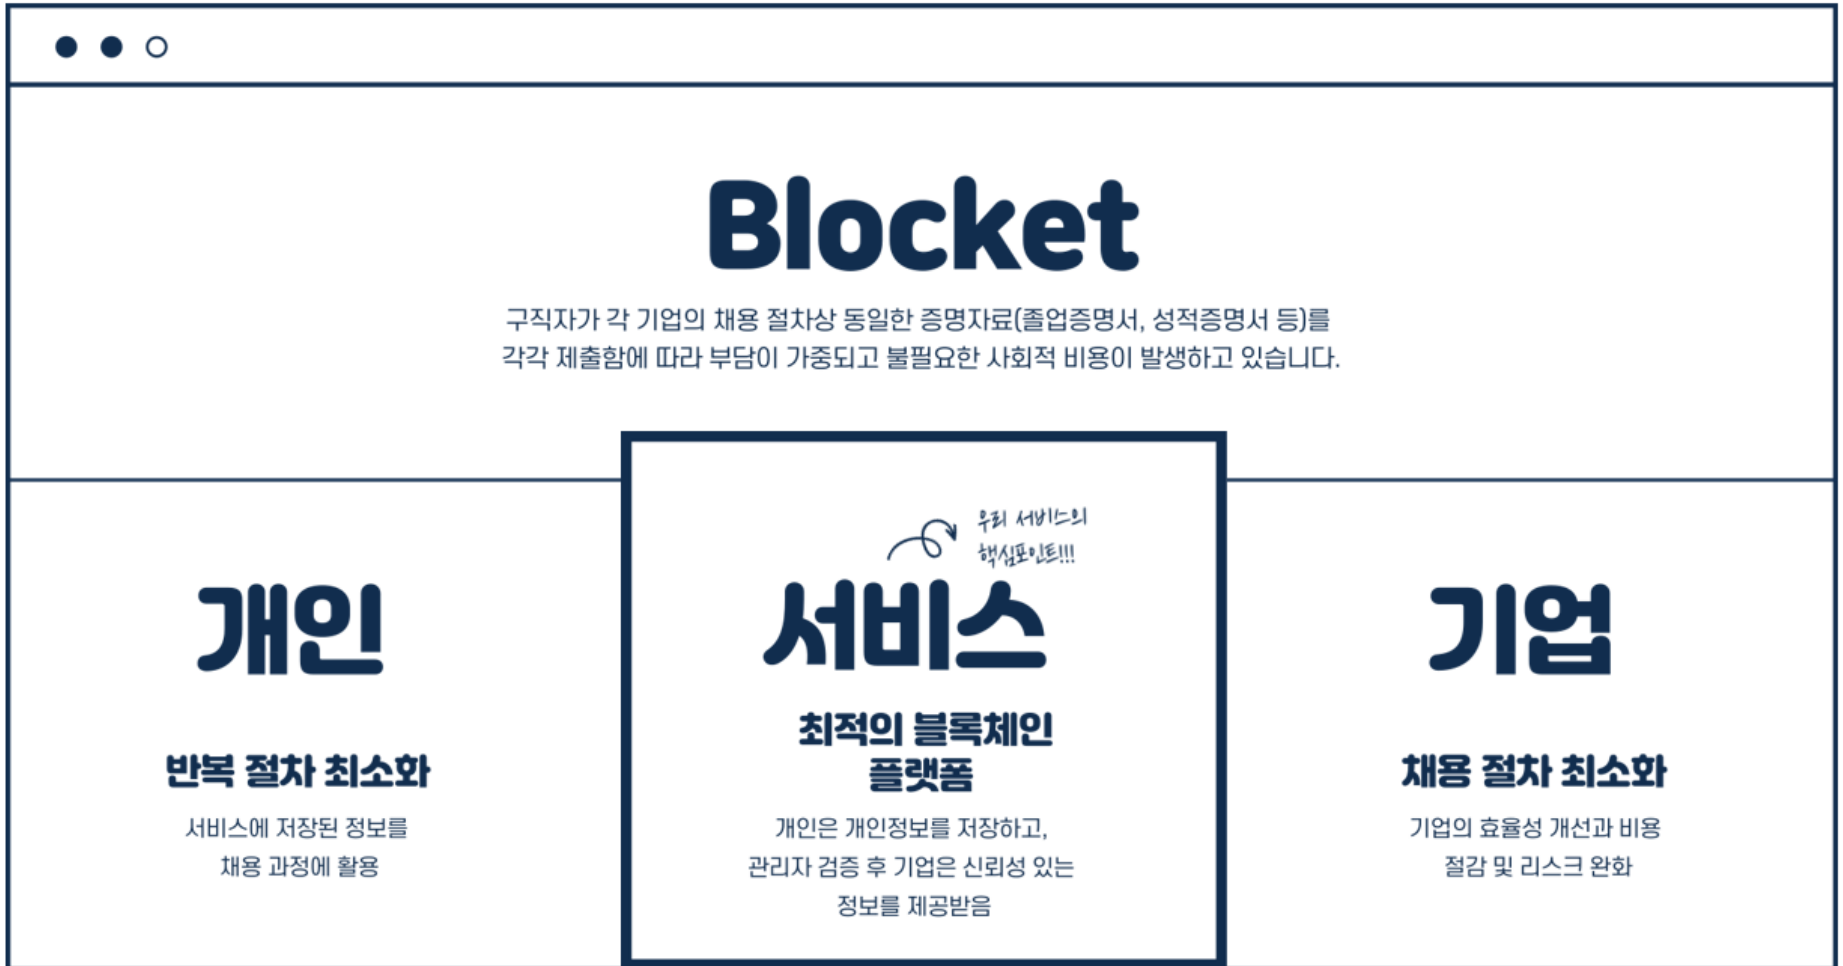 Blocket
구직자가 각 기업의 채용 절차상 동일한 증명자료(졸업증명서, 성적증명서 등)를
각각 제출함에 따라 부담이 가중되고 불필요한 사회적 비용이 발생하고 있습니다.
개인
반복 절차 최소화
서비스에 저장된 정보를
채용 과정에 활용
우리 서비스의
핵심포인트!!!
서비스
최적의 블록체인
플랫폼
개인은 개인정보를 저장하고,
관리자 검증 후 기업은 신뢰성 있는
정보를 제공받음
기업
채용 절차 최소화
기업의 효율성 개선과 비용
절감 및 리스크 완화